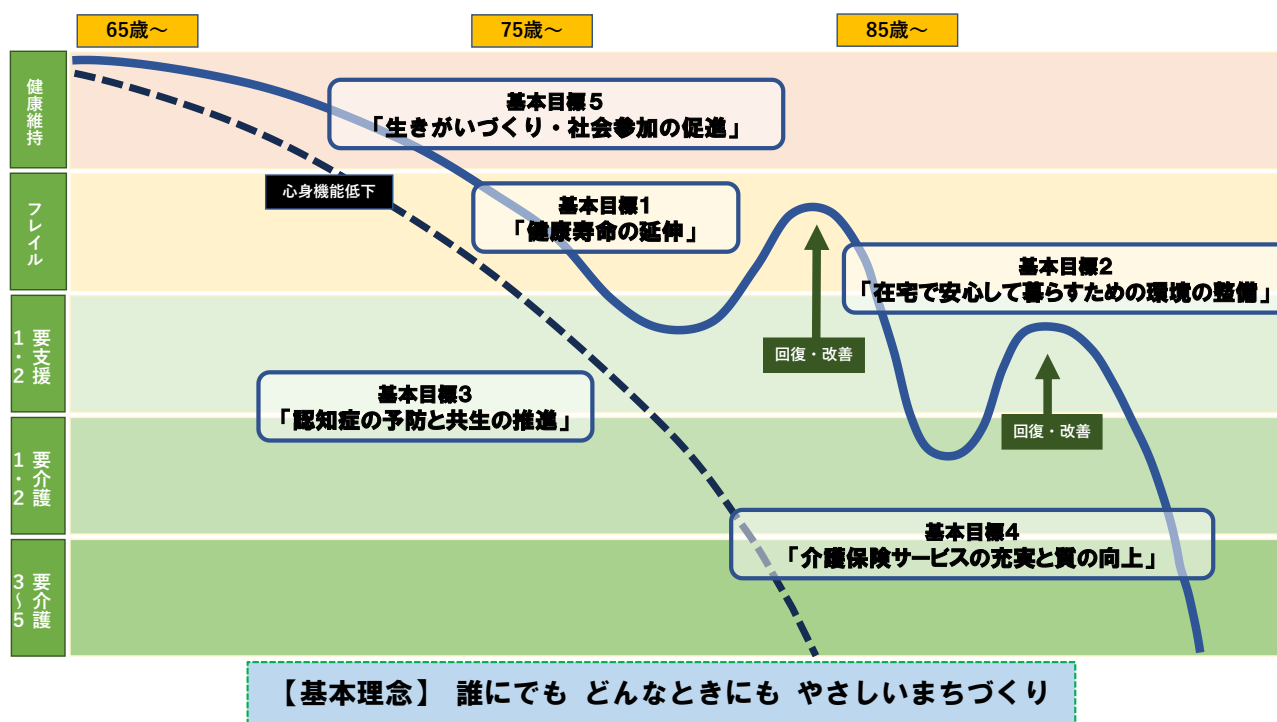 65歳～
75歳～
85歳～
健康維持
基本目標５
「生きがいづくり・社会参加の促進」
心身機能低下
フレイル
基本目標1
「健康寿命の延伸」
基本目標2
「在宅で安心して暮らすための環境の整備」
要支援
1・2
回復・改善
基本目標3
「認知症の予防と共生の推進」
要介護
1・2
回復・改善
基本目標4
「介護保険サービスの充実と質の向上」
要介護
3～5
【基本理念】 誰にでも どんなときにも やさしいまちづくり